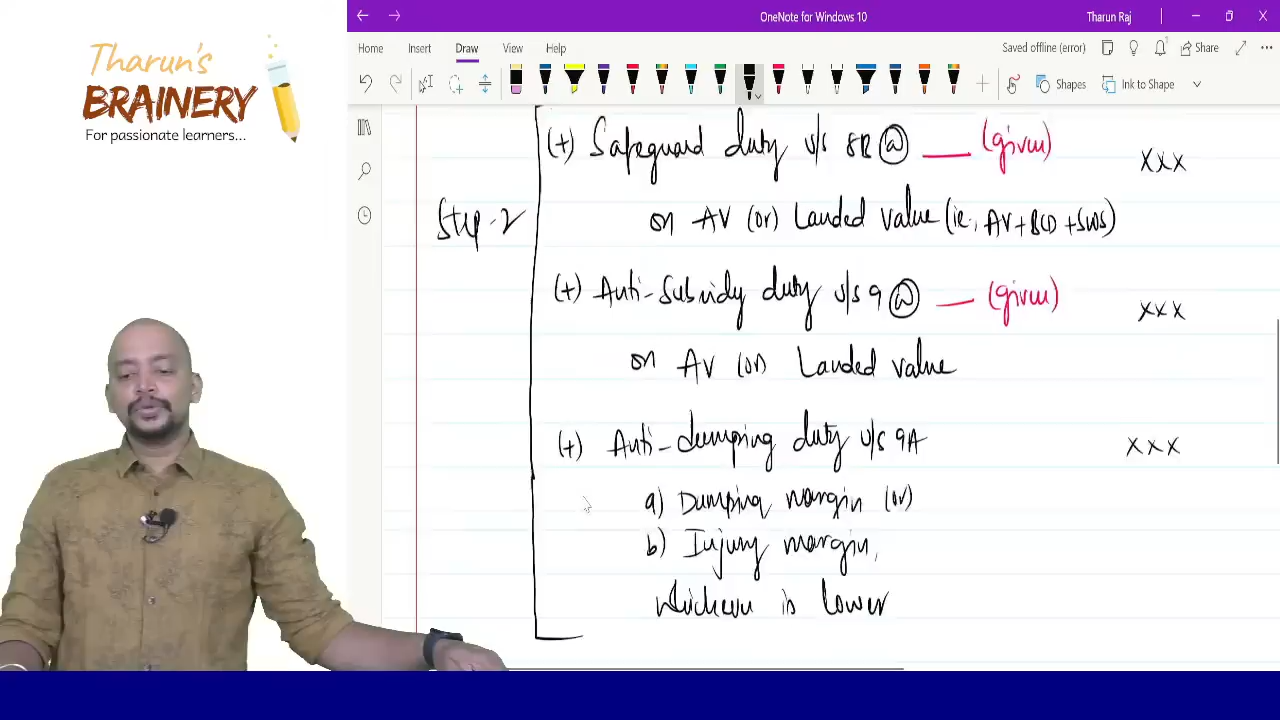 Tharun's
BRAINERY
For passionate learners...
OneNote for Windows 10
Tharun Raj
Home Insert Draw View Help
Saved offline (error)
Share
Shapes
Ink to Shape
(+) Safeguard duty u/s 8B @ __ (given) xxx
Step-2
on AV (or) Landed value (ie., AV+BCD+SWS)
(+) Anti-Subsidy duty u/s 9 @ __ (given) xxx
on AV (or) Landed value
(+) Anti-dumping duty u/s 9A xxx
a) Dumping margin (or)
b) Injury margin,
whichever is lower